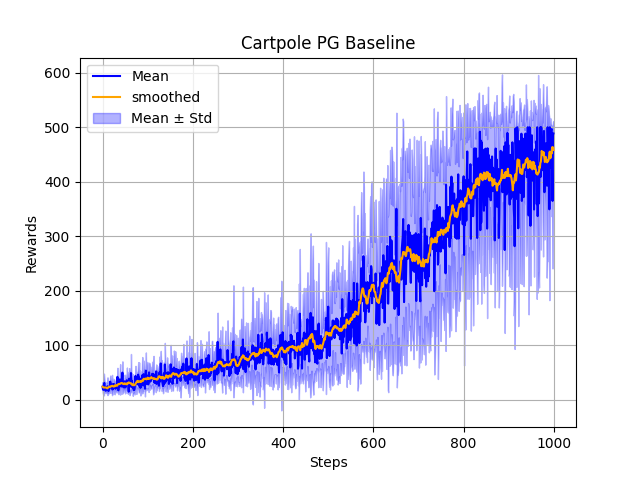 Cartpole PG Baseline
Mean
smoothed
Mean ± Std
Rewards
600
500
400
300
200
100
0
0 200 400 600 800 1000
Steps